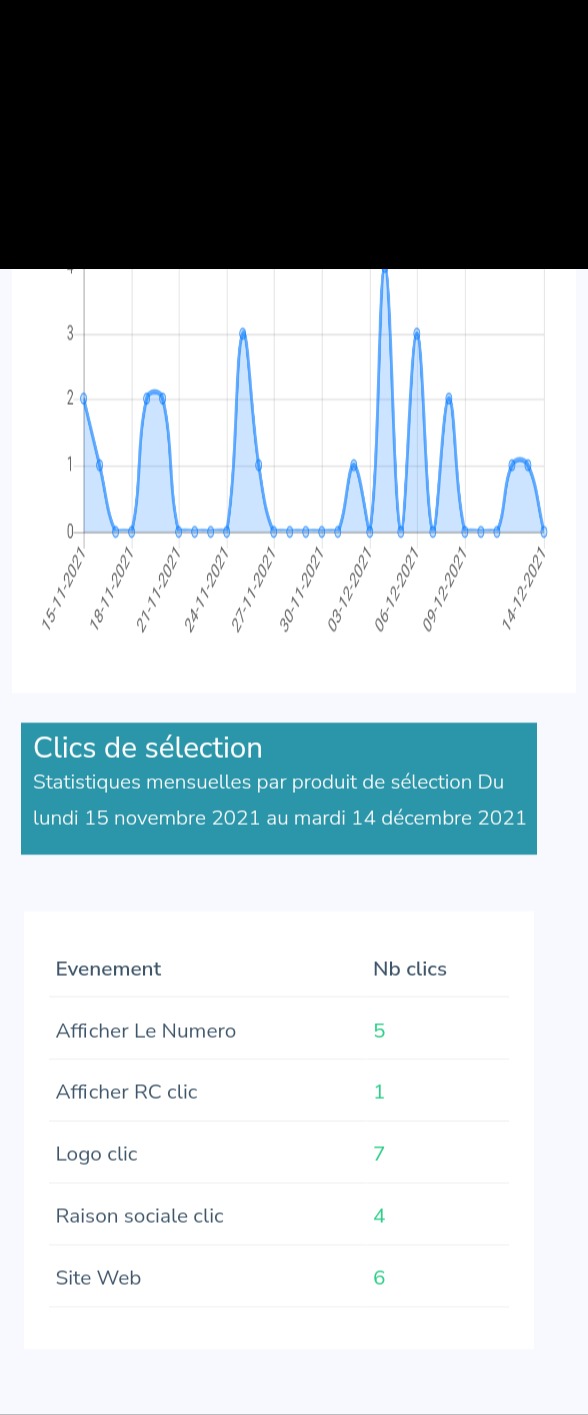 3
2
1
0
15-11-2021
18-11-2021
21-11-2021
24-11-2021
27-11-2021
30-11-2021
03-12-2021
06-12-2021
09-12-2021
14-12-2021
Clics de sélection
Statistiques mensuelles par produit de sélection Du
lundi 15 novembre 2021 au mardi 14 décembre 2021
Evenement Nb clics
Afficher Le Numero 5
Afficher RC clic 1
Logo clic 7
Raison sociale clic 4
Site Web 6